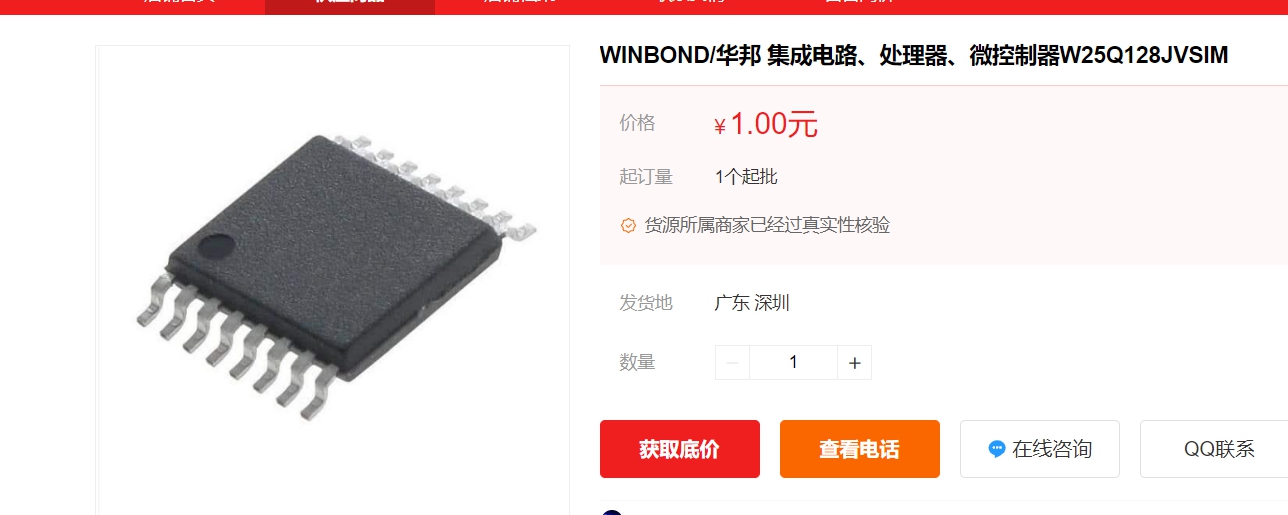 WINBOND/华邦 集成电路、处理器、微控制器W25Q128JVSIM
价格 ¥1.00元
起订量 1个起批
货源所属商家已经过真实性核验
发货地 广东 深圳
数量 － 1 +
获取底价 查看电话 在线咨询 QQ联系